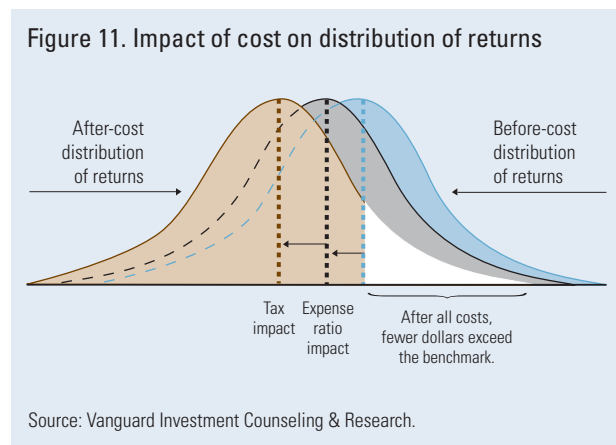 Figure 11. Impact of cost on distribution of returns
After-cost
distribution
of returns
Before-cost
distribution
of returns
Tax
impact
Expense
ratio
impact
After all costs,
fewer dollars exceed
the benchmark.
Source: Vanguard Investment Counseling & Research.